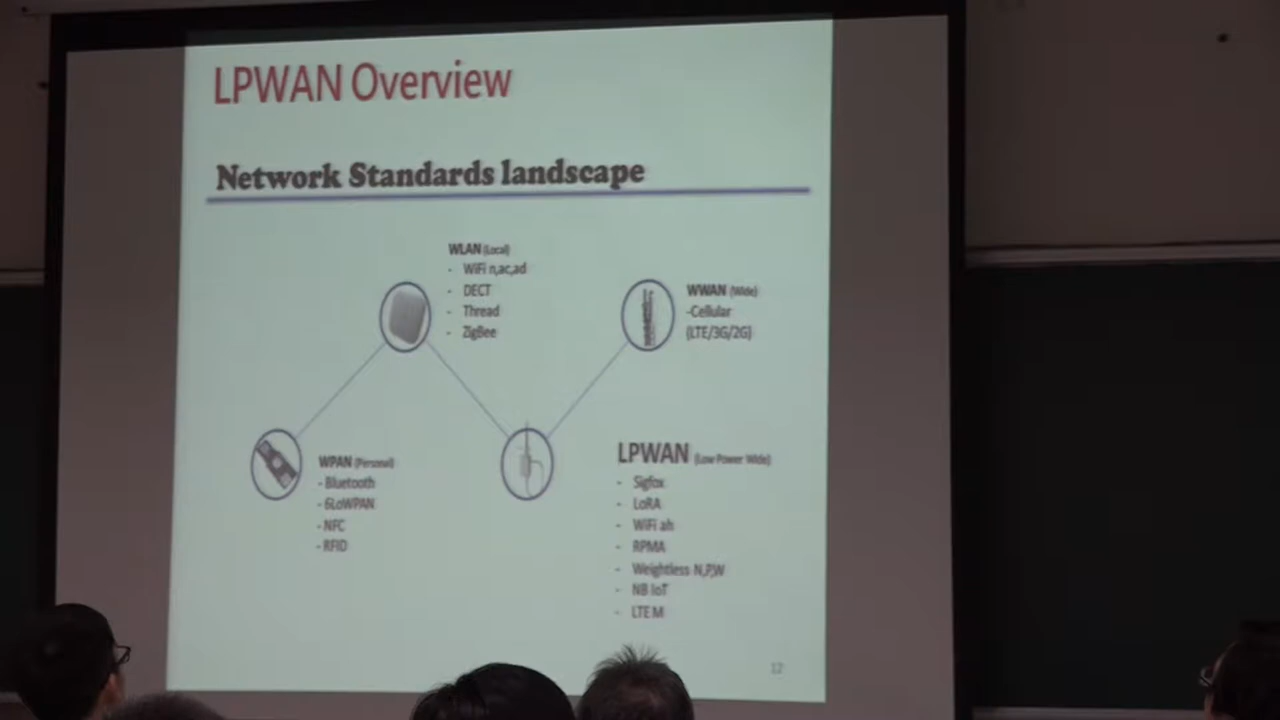 LPWAN Overview
Network Standards landscape
WLAN (Local)
- WiFi n,ac,ad
- DECT
- Thread
- ZigBee
WWAN (Wide)
-Cellular
(LTE/3G/2G)
WPAN (Personal)
- Bluetooth
- 6LoWPAN
- NFC
- RFID
LPWAN (Low Power Wide)
- Sigfox
- LoRA
- WiFi ah
- RPMA
- Weightless N,P,W
- NB IoT
- LTE M
12